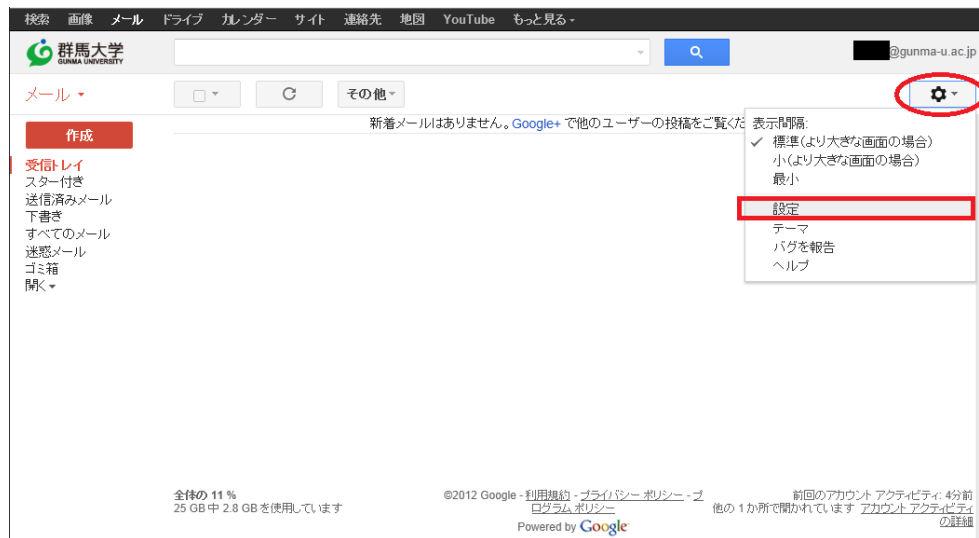 検索 画像 メール ドライブ カレンダー サイト 連絡先 地図 YouTube もっと見る
群馬大学
GUNMA UNIVERSITY
@gunma-u.ac.jp
メール
その他
新着メールはありません。Google+ で他のユーザーの投稿をご覧くだ
表示間隔:
✓ 標準(より大きな画面の場合)
小(より大きな画面の場合)
最小
設定
テーマ
バグを報告
ヘルプ
作成
受信トレイ
スター付き
送信済みメール
下書き
すべてのメール
迷惑メール
ゴミ箱
開く
全体の 11 %
25 GB 中 2.8 GB を使用しています
©2012 Google - 利用規約 - プライバシー ポリシー - プ
ログラム ポリシー
Powered by Google
前回のアカウント アクティビティ: 4分前
他の 1 か所で開かれています アカウント アクティビティ
の詳細